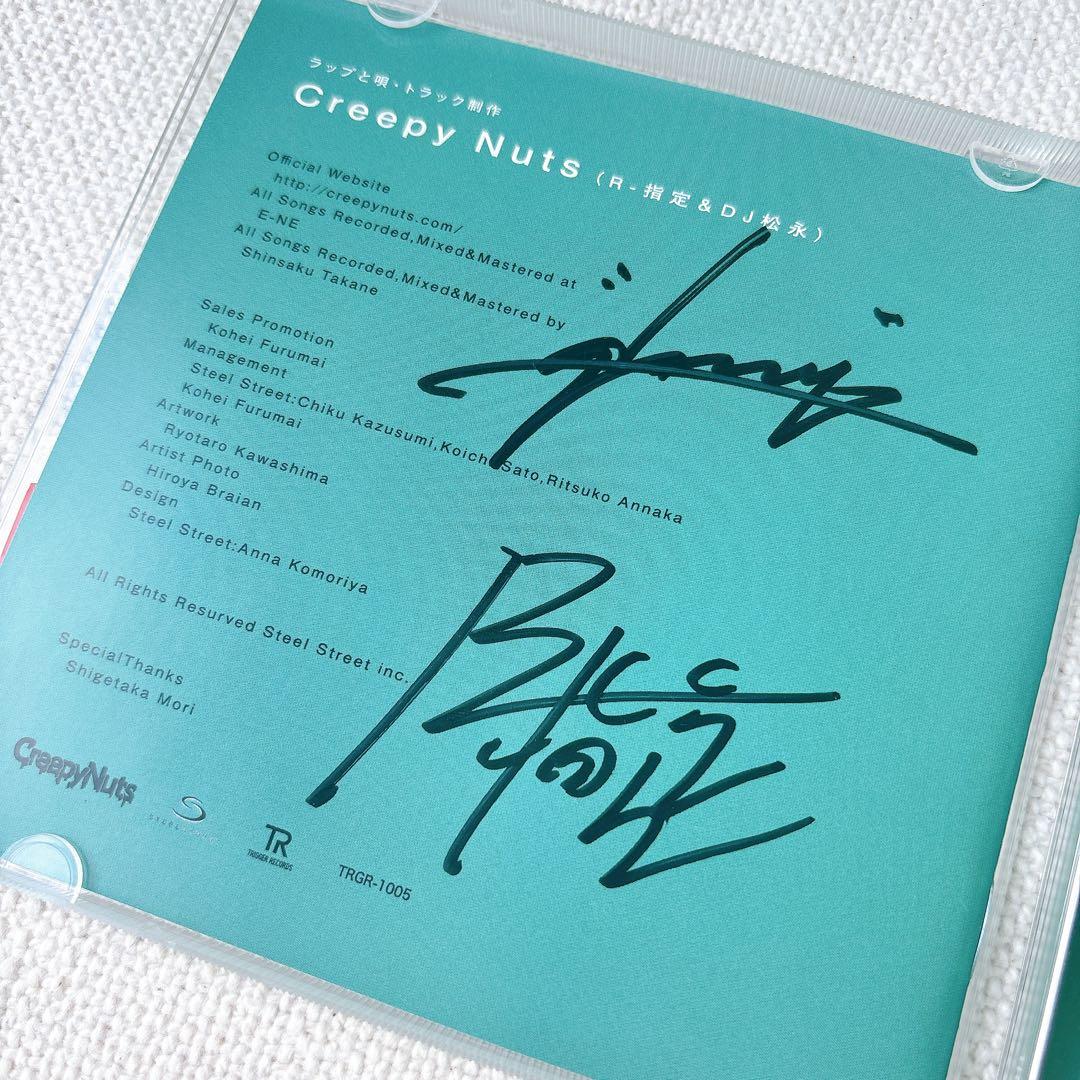 ラップと唄、トラック制作
Creepy Nuts (R-指定&DJ松永)
Official Website
http://creepynuts.com/
All Songs Recorded,Mixed&Mastered at
E-NE
All Songs Recorded,Mixed&Mastered by
Shinsaku Takane
Sales Promotion
Kohei Furumai
Management
Steel Street:Chiku Kazusumi,Koichi Sato,Ritsuko Annaka
Kohei Furumai
Artwork
Ryotaro Kawashima
Artist Photo
Hiroya Braian
Design
Steel Street:Anna Komoriya
All Rights Resurved Steel Street inc.
SpecialThanks
Shigetaka Mori
CreepyNuts
TR
TRIGGER RECORDS
TRGR-1005